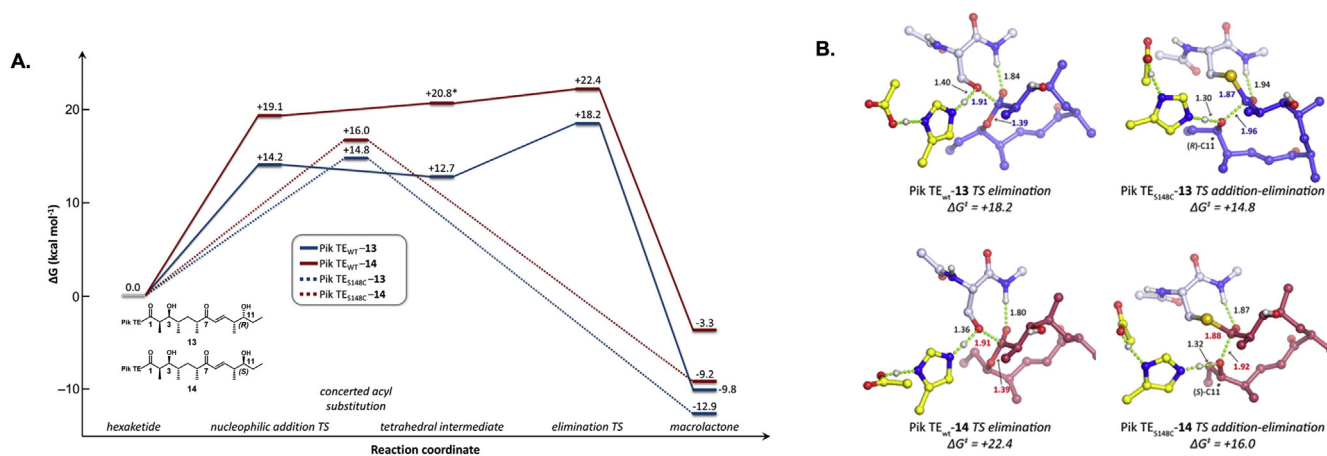 A.
ΔG (kcal mol⁻¹)
20
10
0
−10
+22.4
+20.8*
+19.1
+18.2
+16.0
+14.8
+14.2
+12.7
0.0
-3.3
-9.2
-9.8
-12.9
Pik TEWT–13
Pik TEWT–14
Pik TES148C–13
Pik TES148C–14
O OH O OH
Pik TE 1 3 7 11
(R)
13
O OH O OH
Pik TE 1 3 7 11
(S)
14
concerted acyl
substitution
hexaketide nucleophilic addition TS tetrahedral intermediate elimination TS macrolactone
Reaction coordinate
B.
1.40
1.84
1.91
1.39
Pik TEwt-13 TS elimination
ΔG‡ = +18.2
1.94
1.87
1.30
1.96
(R)-C11
Pik TES148C-13 TS addition-elimination
ΔG‡ = +14.8
1.80
1.36
1.91
1.39
Pik TEwt-14 TS elimination
ΔG‡ = +22.4
1.87
1.88
1.32
1.92
(S)-C11
Pik TES148C-14 TS addition-elimination
ΔG‡ = +16.0